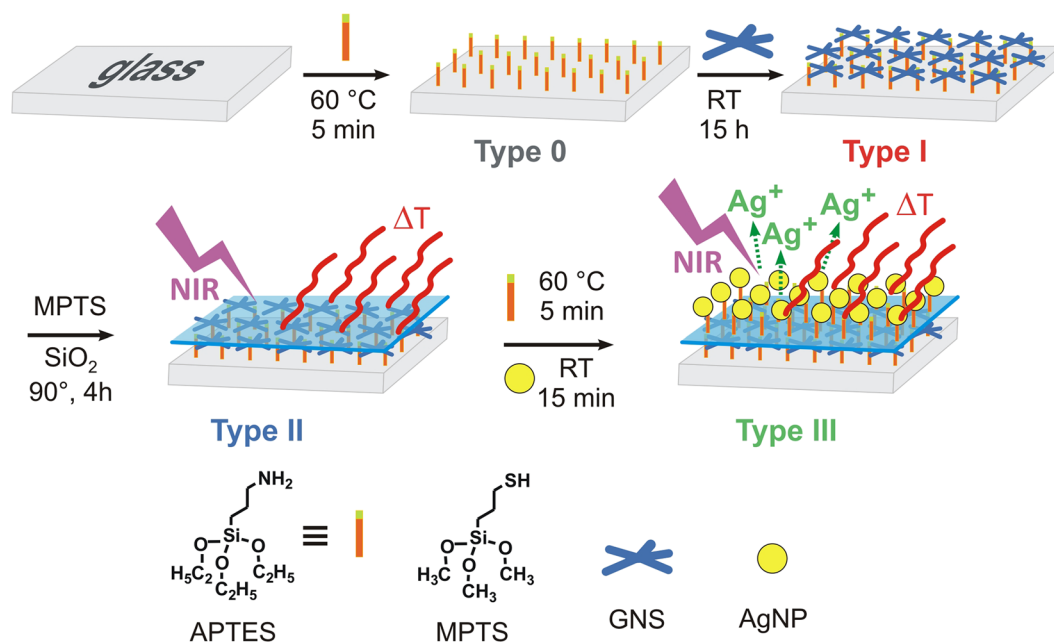 glass
60 °C
5 min
Type 0
RT
15 h
Type I
MPTS
SiO2
90°, 4h
NIR
ΔT
Type II
60 °C
5 min
RT
15 min
NIR
Ag+
Ag+
Ag+
ΔT
Type III
NH2
Si
O
O
O
H5C2
C2H5
C2H5
APTES
≡
SH
Si
O
O
O
H3C
CH3
CH3
MPTS
GNS
AgNP